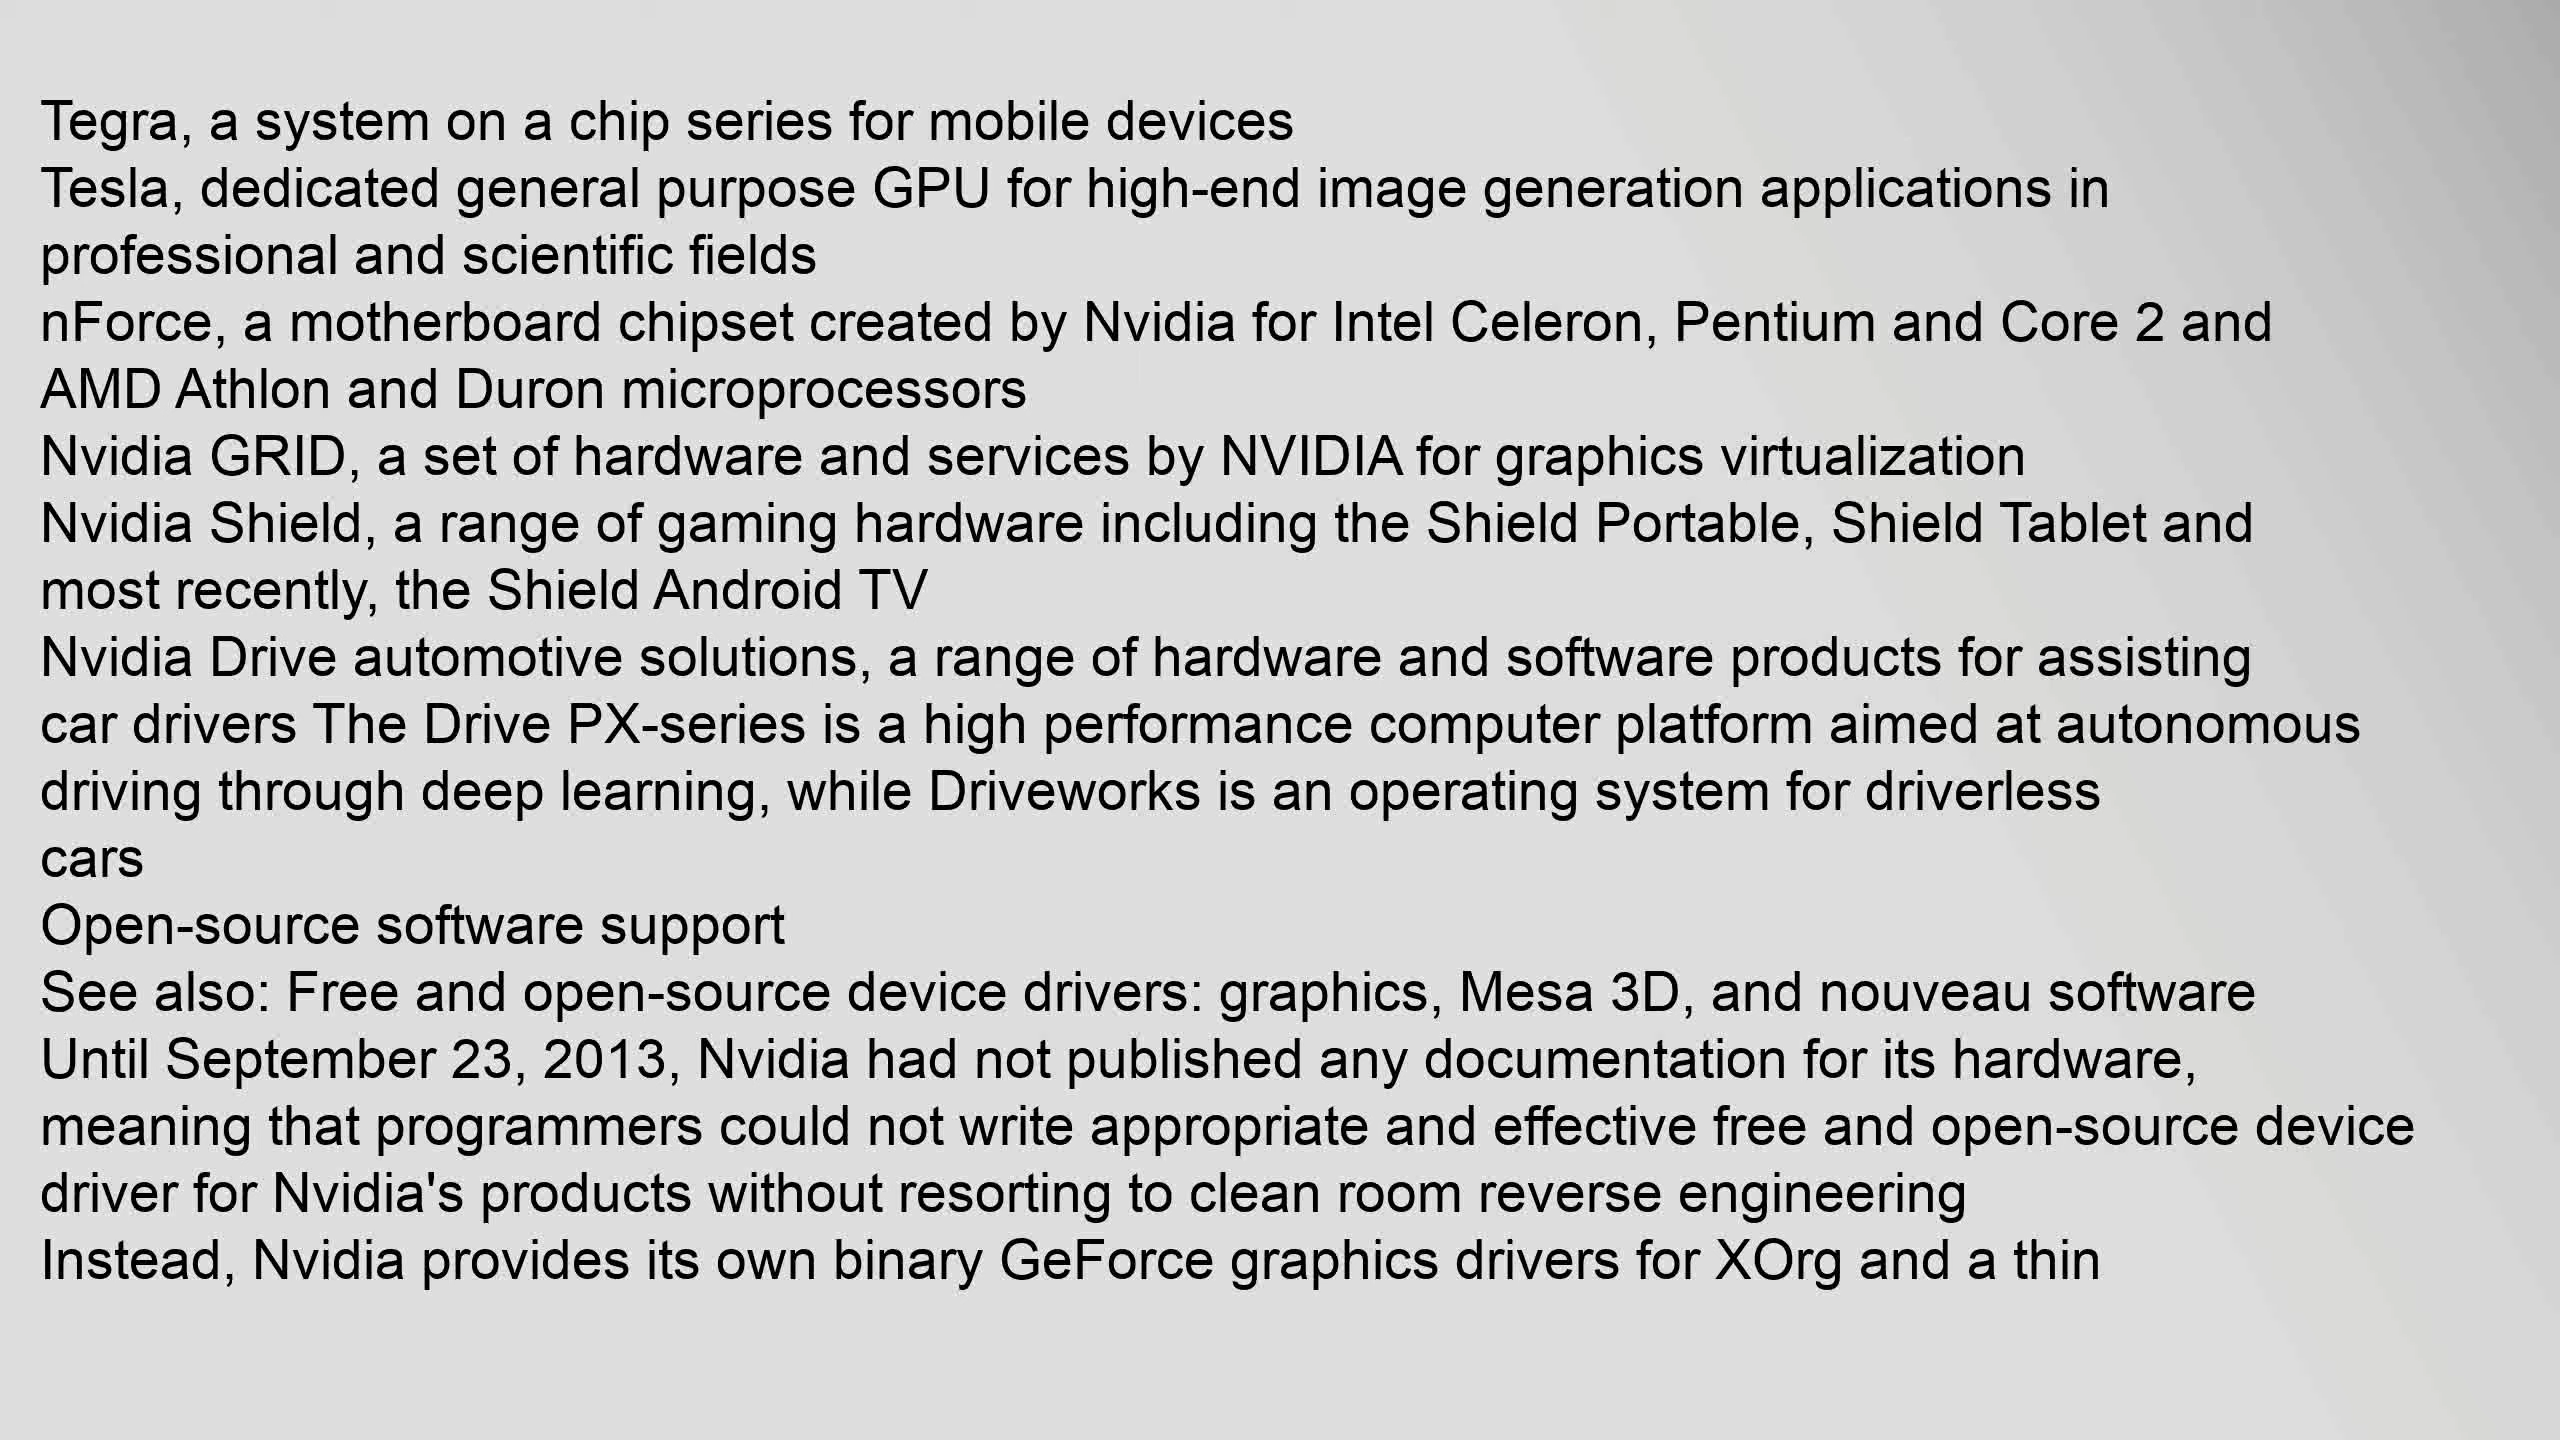 Tegra, a system on a chip series for mobile devices
Tesla, dedicated general purpose GPU for high-end image generation applications in
professional and scientific fields
nForce, a motherboard chipset created by Nvidia for Intel Celeron, Pentium and Core 2 and
AMD Athlon and Duron microprocessors
Nvidia GRID, a set of hardware and services by NVIDIA for graphics virtualization
Nvidia Shield, a range of gaming hardware including the Shield Portable, Shield Tablet and
most recently, the Shield Android TV
Nvidia Drive automotive solutions, a range of hardware and software products for assisting
car drivers The Drive PX-series is a high performance computer platform aimed at autonomous
driving through deep learning, while Driveworks is an operating system for driverless
cars
Open-source software support
See also: Free and open-source device drivers: graphics, Mesa 3D, and nouveau software
Until September 23, 2013, Nvidia had not published any documentation for its hardware,
meaning that programmers could not write appropriate and effective free and open-source device
driver for Nvidia's products without resorting to clean room reverse engineering
Instead, Nvidia provides its own binary GeForce graphics drivers for XOrg and a thin